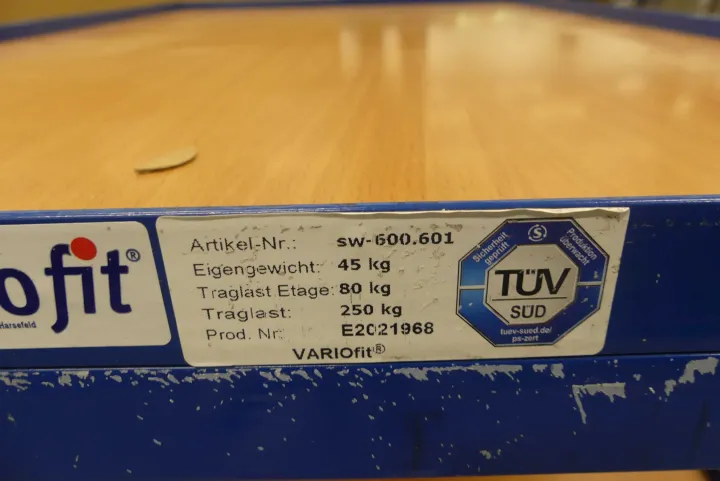 ofit®
Harsefeld.
Artikel-Nr.: sw-600.601
Eigengewicht: 45 kg
Traglast Etage: 80 kg
Traglast: 250 kg
Prod. Nr: E2021968
VARIOfit®
Sicherheit
geprüft
S
Produktion
überwacht
TÜV
SÜD
tuev-sued.de/
ps-zert